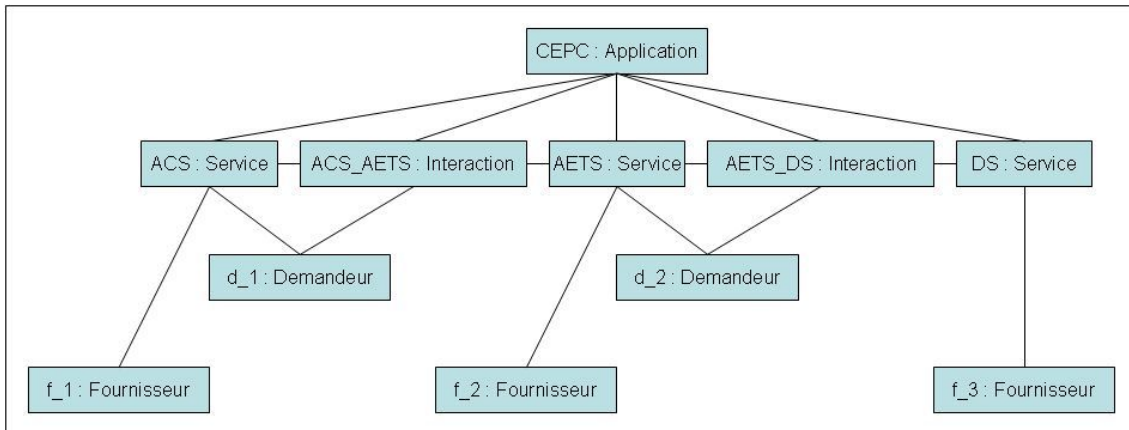 CEPC : Application
ACS : Service
ACS_AETS : Interaction
AETS : Service
AETS_DS : Interaction
DS : Service
d_1 : Demandeur
d_2 : Demandeur
f_1 : Fournisseur
f_2 : Fournisseur
f_3 : Fournisseur